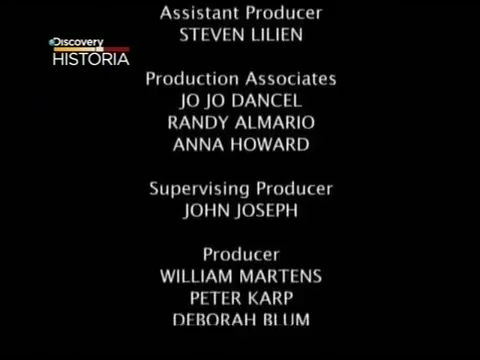 Assistant Producer
STEVEN LILIEN
Discovery
HISTORIA
Production Associates
JO JO DANCEL
RANDY ALMARIO
ANNA HOWARD
Supervising Producer
JOHN JOSEPH
Producer
WILLIAM MARTENS
PETER KARP
DEBORAH BLUM